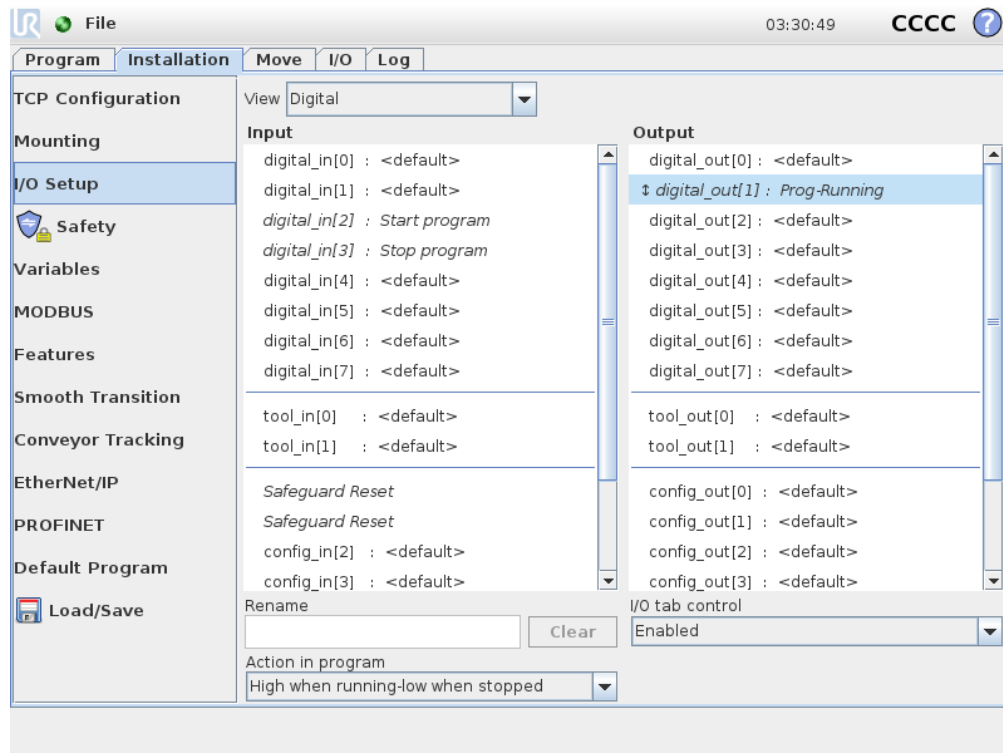 UR File 03:30:49 CCCC ?
Program Installation Move I/O Log
TCP Configuration
Mounting
I/O Setup
Safety
Variables
MODBUS
Features
Smooth Transition
Conveyor Tracking
EtherNet/IP
PROFINET
Default Program
Load/Save
View Digital
Input
digital_in[0] : <default>
digital_in[1] : <default>
digital_in[2] : Start program
digital_in[3] : Stop program
digital_in[4] : <default>
digital_in[5] : <default>
digital_in[6] : <default>
digital_in[7] : <default>
tool_in[0] : <default>
tool_in[1] : <default>
Safeguard Reset
Safeguard Reset
config_in[2] : <default>
config_in[3] : <default>
Rename
Clear
Action in program
High when running-low when stopped
Output
digital_out[0] : <default>
↕ digital_out[1] : Prog-Running
digital_out[2] : <default>
digital_out[3] : <default>
digital_out[4] : <default>
digital_out[5] : <default>
digital_out[6] : <default>
digital_out[7] : <default>
tool_out[0] : <default>
tool_out[1] : <default>
config_out[0] : <default>
config_out[1] : <default>
config_out[2] : <default>
config_out[3] : <default>
I/O tab control
Enabled